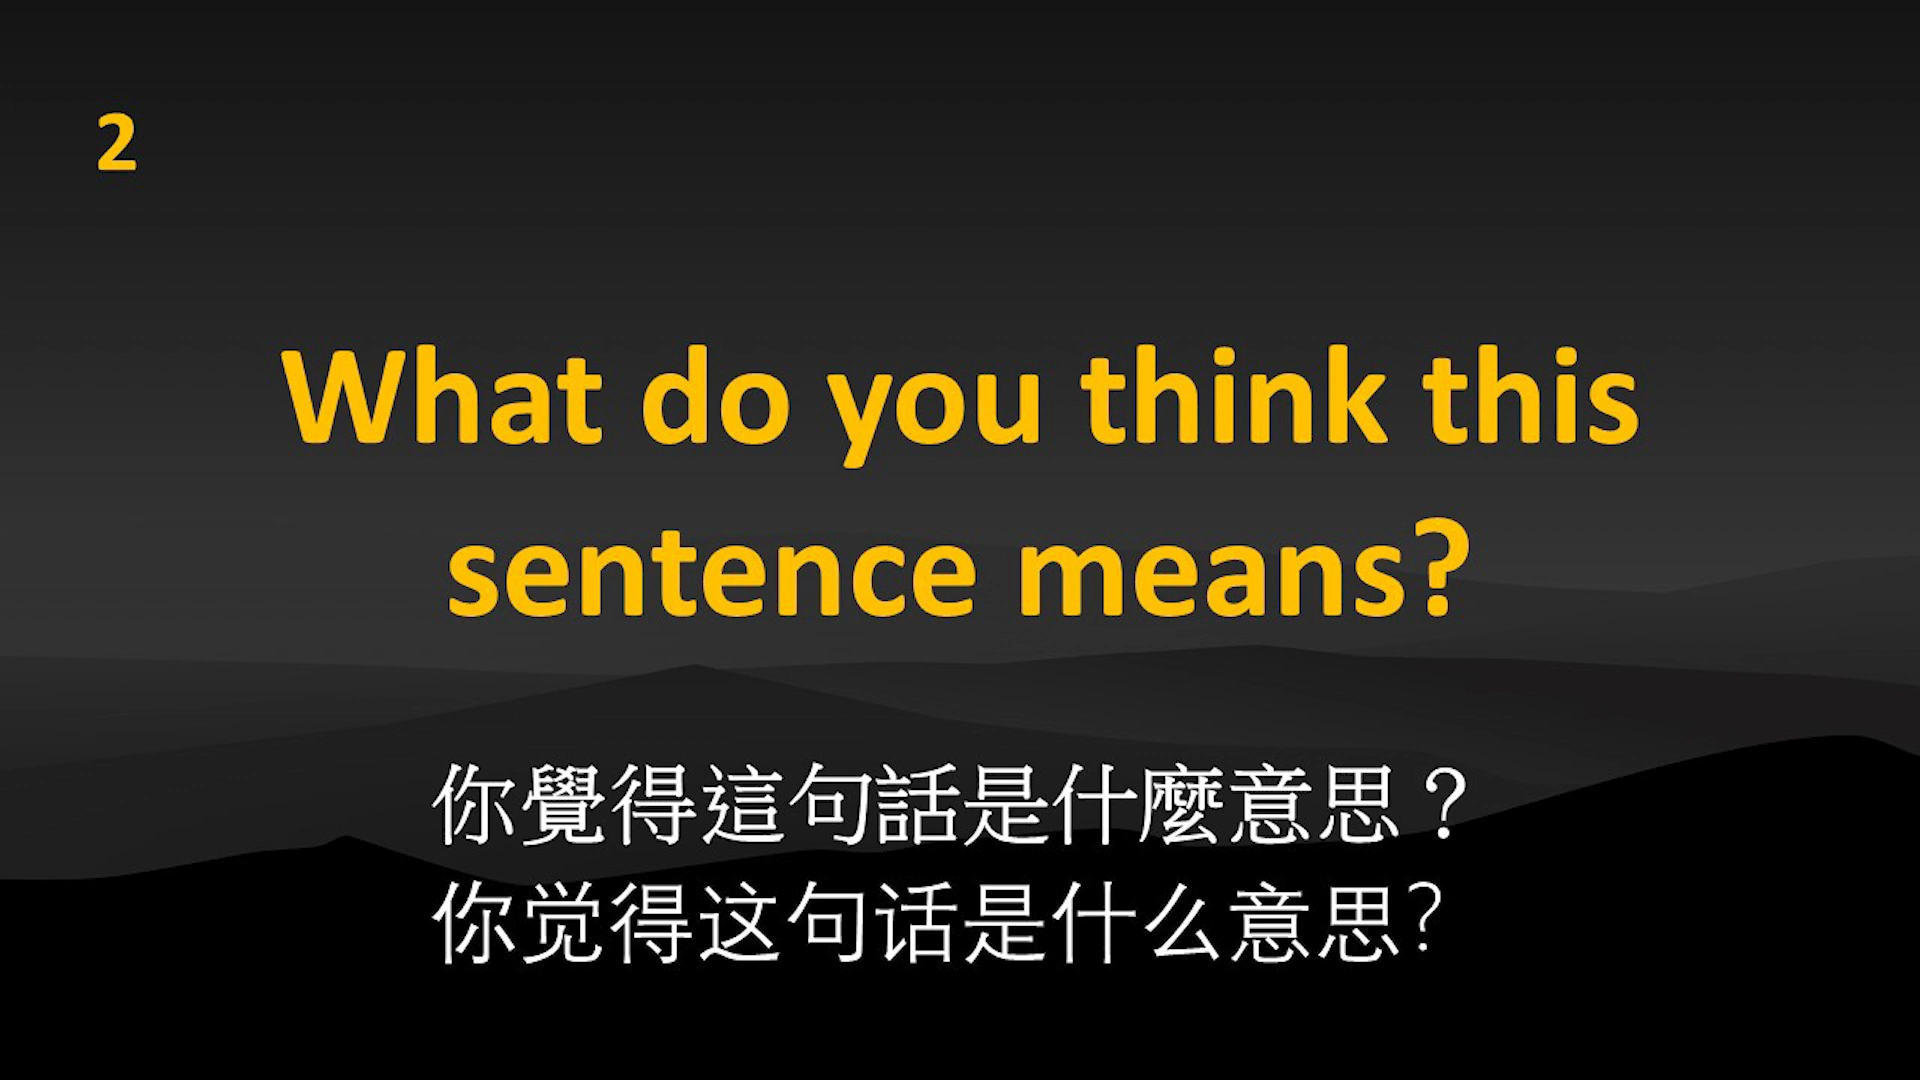 2
What do you think this
sentence means?
你覺得這句話是什麼意思？
你觉得这句话是什么意思?